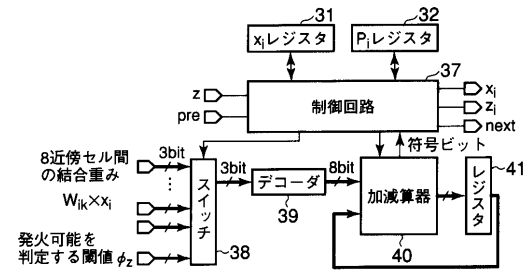 31
32
xiレジスタ
Piレジスタ
37
z
pre
制御回路
xi
zi
next
符号ビット
8近傍セル間
の結合重み
3bit
Wik×xi
発火可能を
判定する閾値 φz
スイッチ
38
3bit
デコーダ
39
8bit
加減算器
40
レジスタ
41